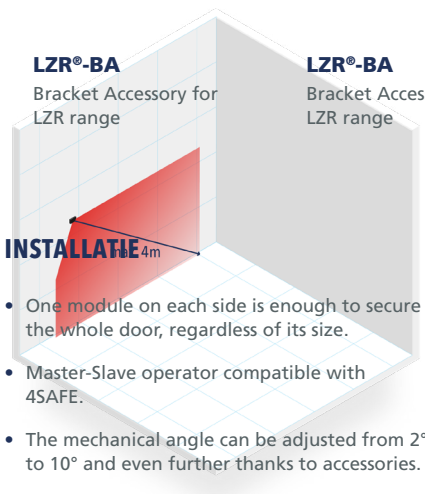 LZR®-BA
Bracket Accessory for
LZR range
LZR®-BA
Bracket Acces
LZR range
INSTALLATIE
4m
• One module on each side is enough to secure
the whole door, regardless of its size.
• Master-Slave operator compatible with
4SAFE.
• The mechanical angle can be adjusted from 2°
to 10° and even further thanks to accessories.